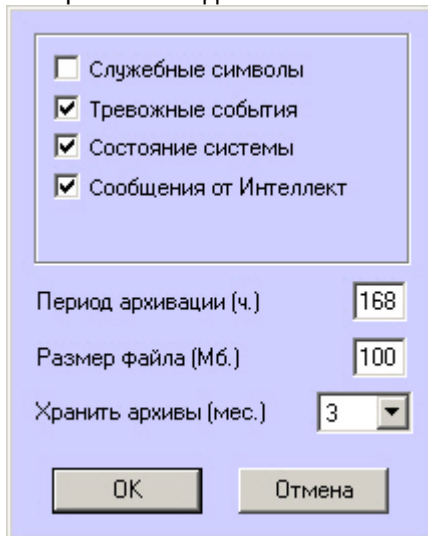 Служебные символы
Тревожные события
Состояние системы
Сообщения от Интеллект
Период архивации (ч.) 168
Размер файла (Мб.) 100
Хранить архивы (мес.) 3
OK Отмена